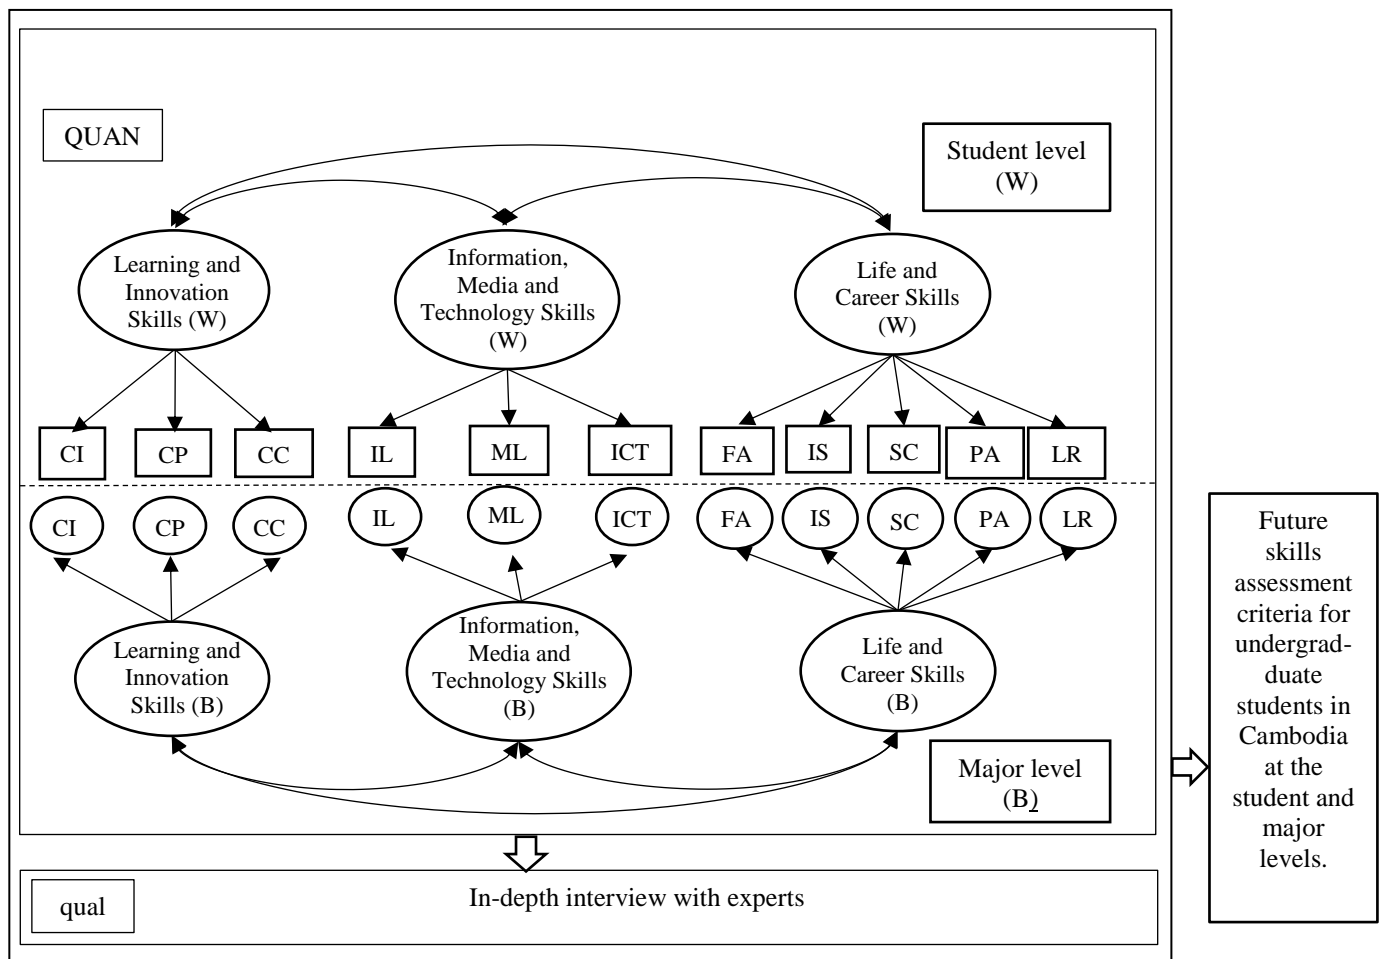 QUAN
Student level
(W)
Learning and
Innovation
Skills (W)
Information,
Media and
Technology Skills
(W)
Life and
Career Skills
(W)
CI
CP
CC
IL
ML
ICT
FA
IS
SC
PA
LR
CI
CP
CC
IL
ML
ICT
FA
IS
SC
PA
LR
Learning and
Innovation
Skills (B)
Information,
Media and
Technology Skills
(B)
Life and
Career Skills
(B)
Major level
(B)
qual
In-depth interview with experts
Future
skills
assessment
criteria for
undergrad-
duate
students in
Cambodia
at the
student and
major
levels.